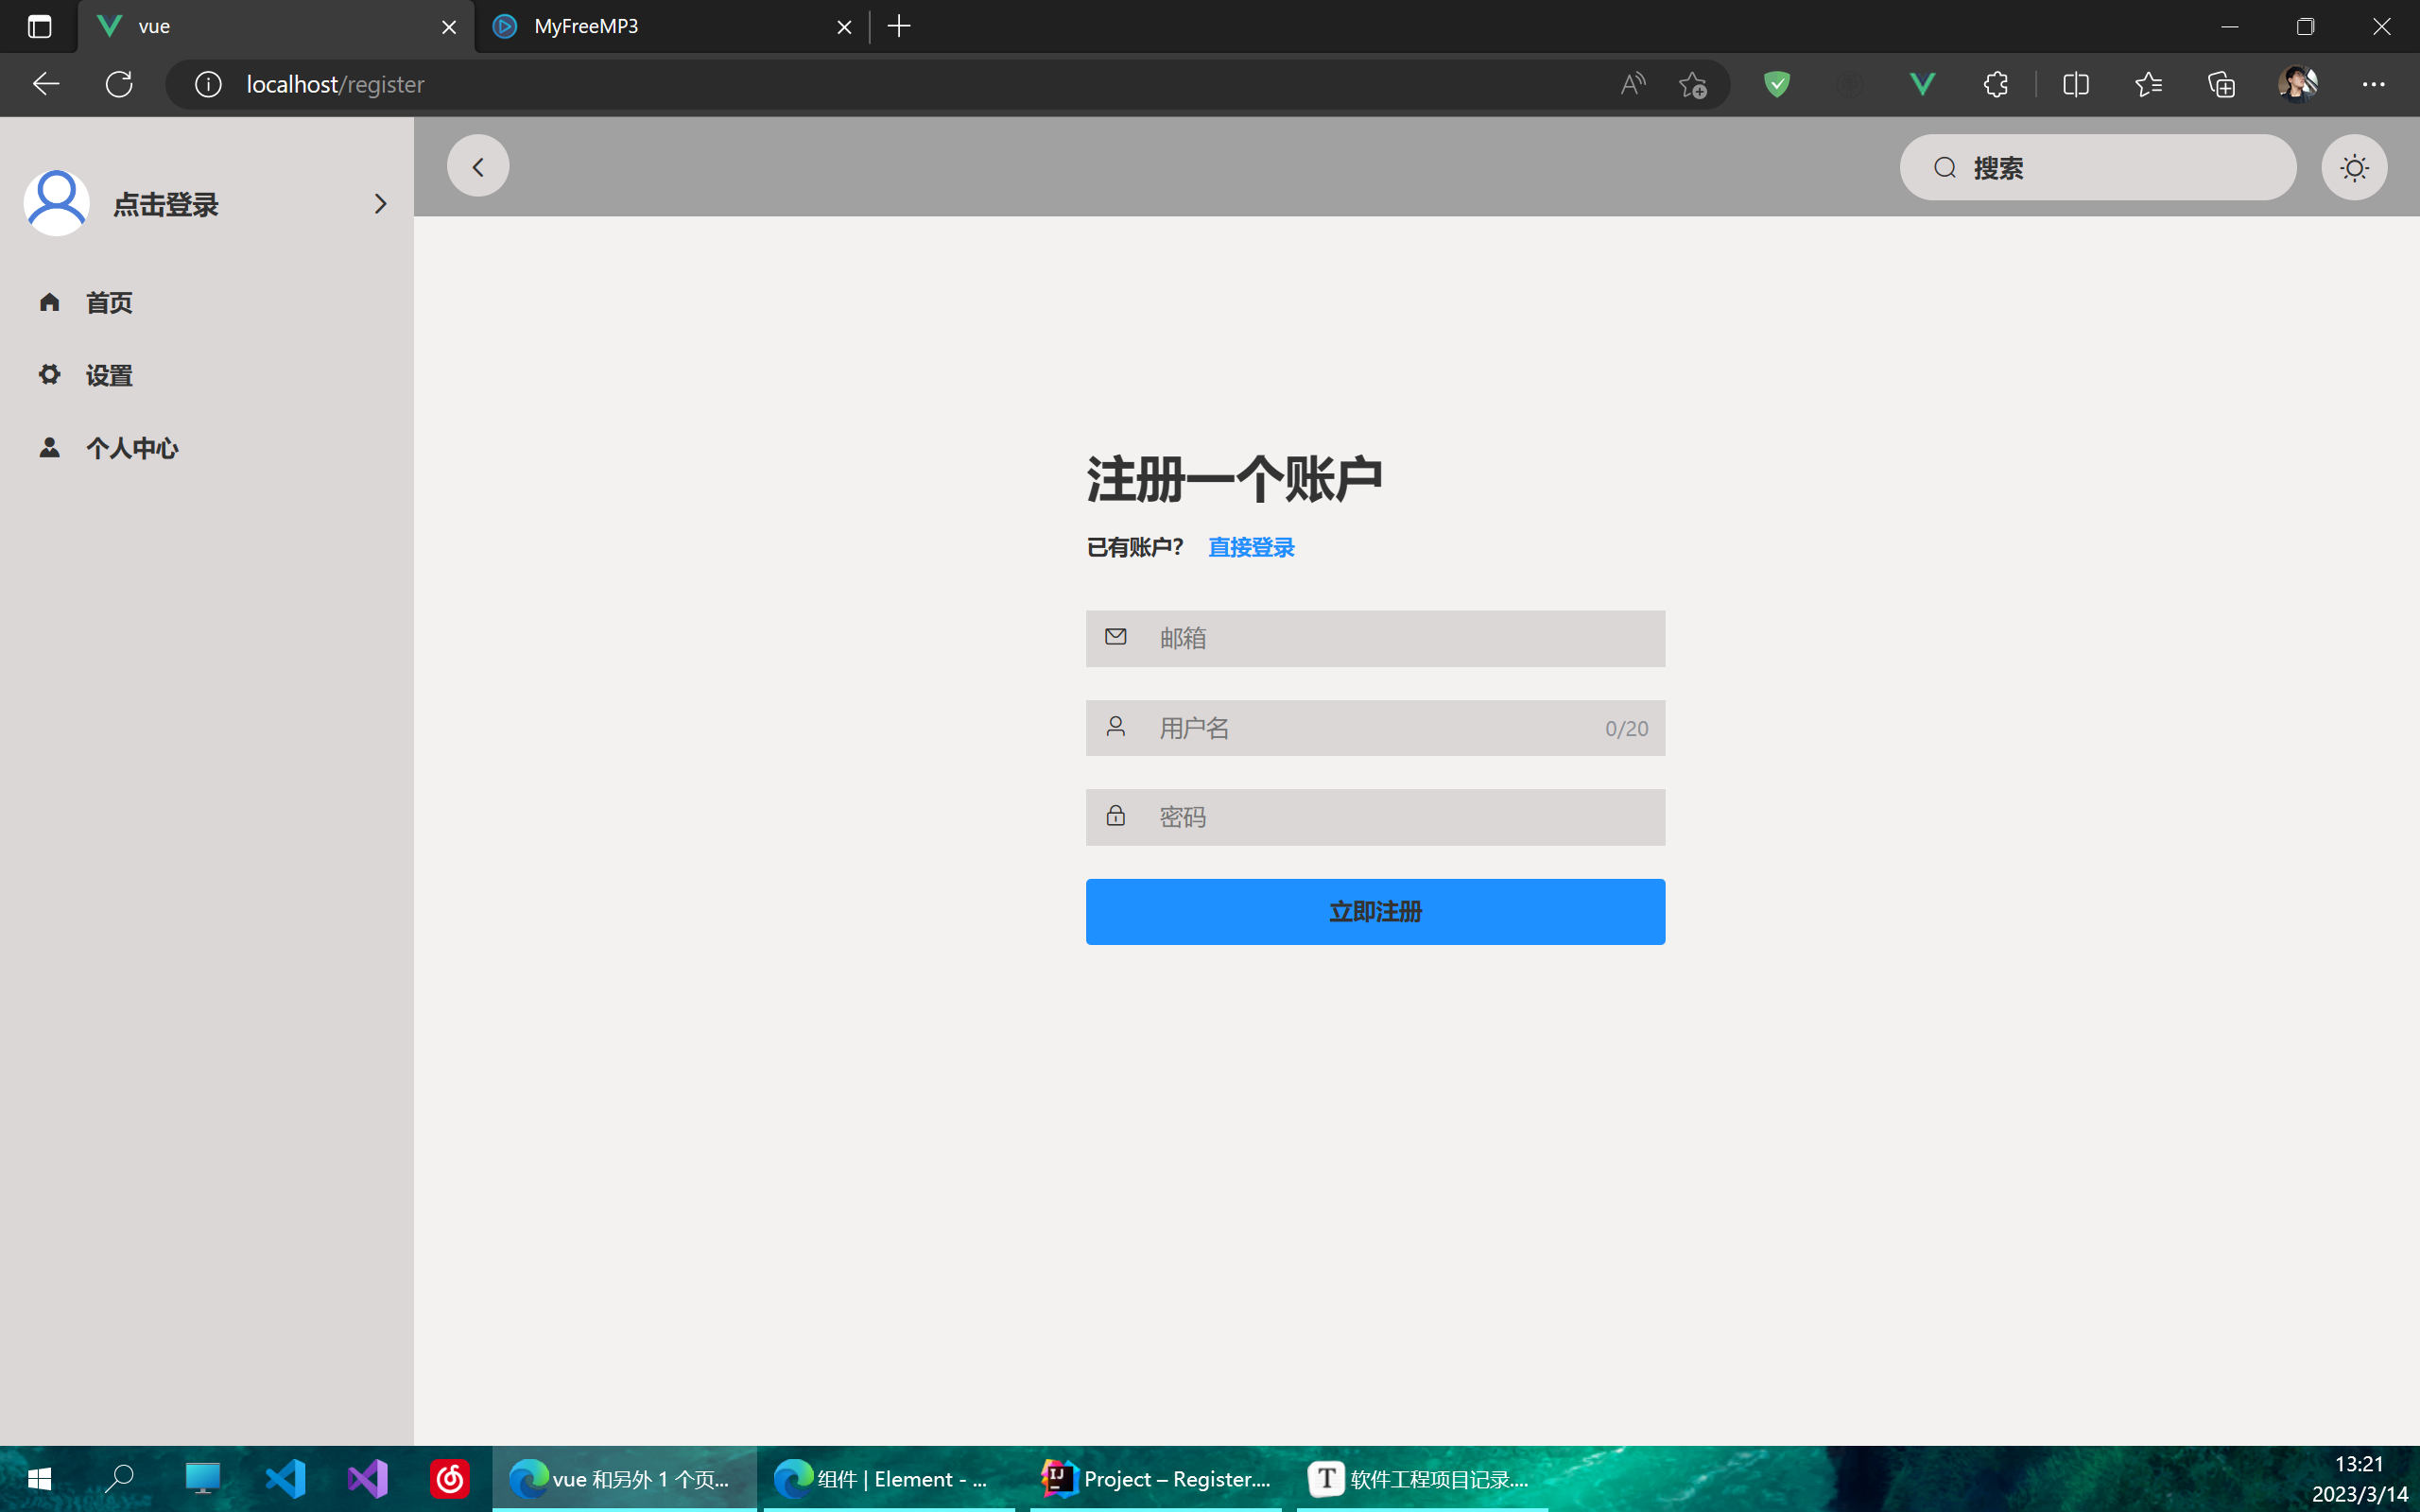 vue
MyFreeMP3
localhost/register
点击登录
搜索
首页
设置
个人中心
注册一个账户
已有账户? 直接登录
邮箱
用户名 0/20
密码
立即注册
vue 和另外 1 个页...
组件 | Element - ...
Project – Register....
T 软件工程项目记录....
13:21
2023/3/14